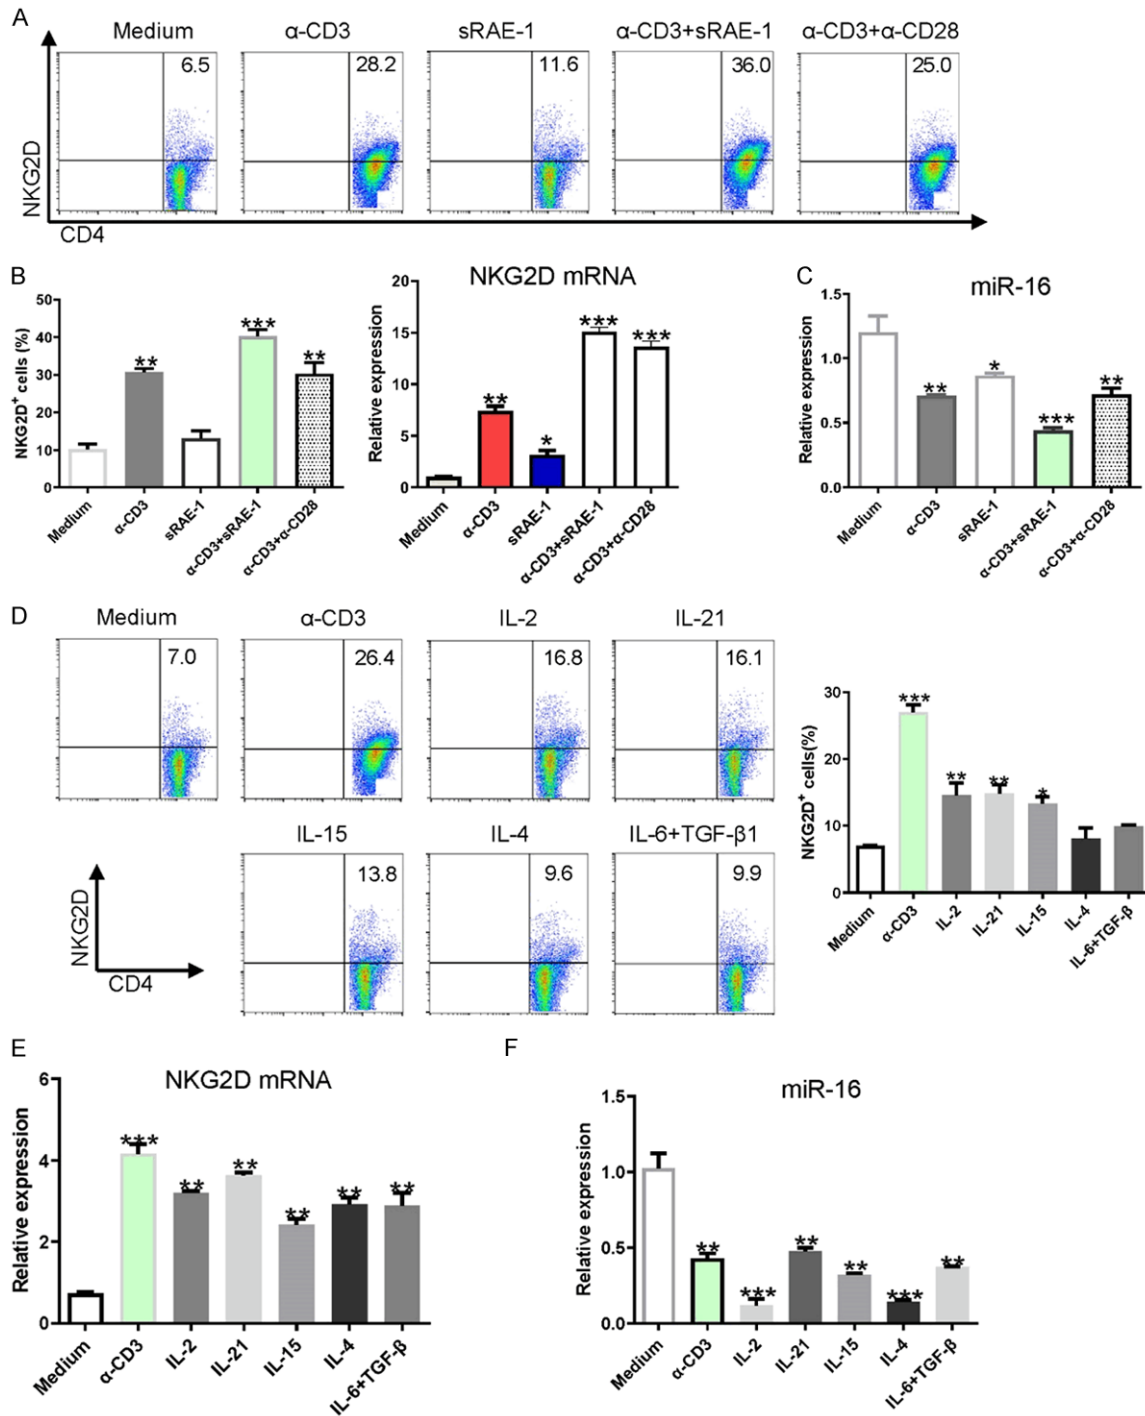 A
Medium α-CD3 sRAE-1 α-CD3+sRAE-1 α-CD3+α-CD28
6.5 28.2 11.6 36.0 25.0
NKG2D
CD4
B
NKG2D+ cells (%)
50
40
30
20
10
0
** *** **
Medium α-CD3 sRAE-1 α-CD3+sRAE-1 α-CD3+α-CD28
NKG2D mRNA
Relative expression
20
15
10
5
0
** * *** ***
Medium α-CD3 sRAE-1 α-CD3+sRAE-1 α-CD3+α-CD28
C
miR-16
Relative expression
1.5
1.0
0.5
0.0
** * *** **
Medium α-CD3 sRAE-1 α-CD3+sRAE-1 α-CD3+α-CD28
D
Medium α-CD3 IL-2 IL-21
7.0 26.4 16.8 16.1
IL-15 IL-4 IL-6+TGF-β1
13.8 9.6 9.9
NKG2D
CD4
NKG2D+ cells(%)
30
20
10
0
*** ** ** *
Medium α-CD3 IL-2 IL-21 IL-15 IL-4 IL-6+TGF-β
E
NKG2D mRNA
Relative expression
6
4
2
0
*** ** ** ** ** **
Medium α-CD3 IL-2 IL-21 IL-15 IL-4 IL-6+TGF-β
F
miR-16
Relative expression
1.5
1.0
0.5
0.0
** *** ** ** *** **
Medium α-CD3 IL-2 IL-21 IL-15 IL-4 IL-6+TGF-β